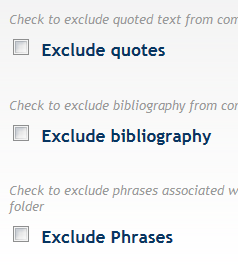 Check to exclude quoted text from
Exclude quotes
Check to exclude bibliography from
Exclude bibliography
Check to exclude phrases associated
folder
Exclude Phrases